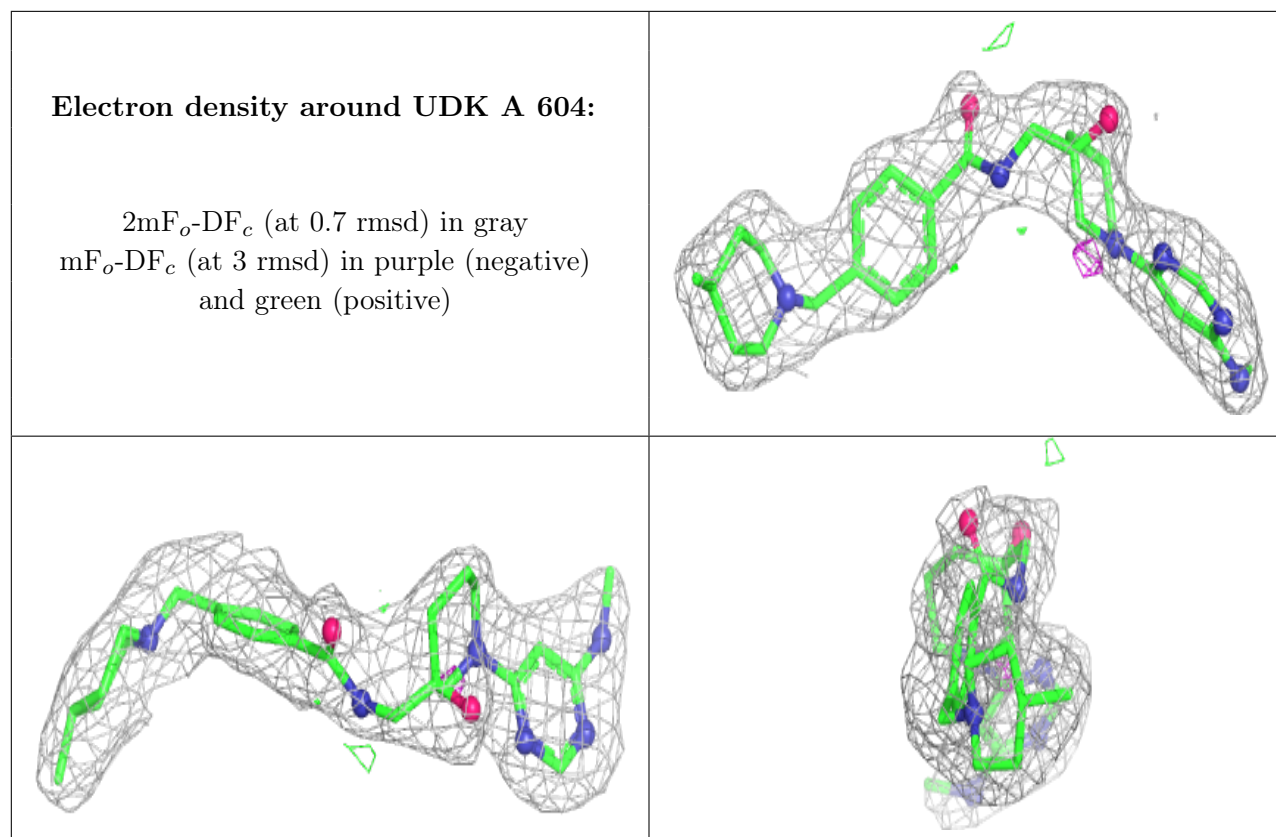 Electron density around UDK A 604:
2mFo-DFc (at 0.7 rmsd) in gray
mFo-DFc (at 3 rmsd) in purple (negative)
and green (positive)